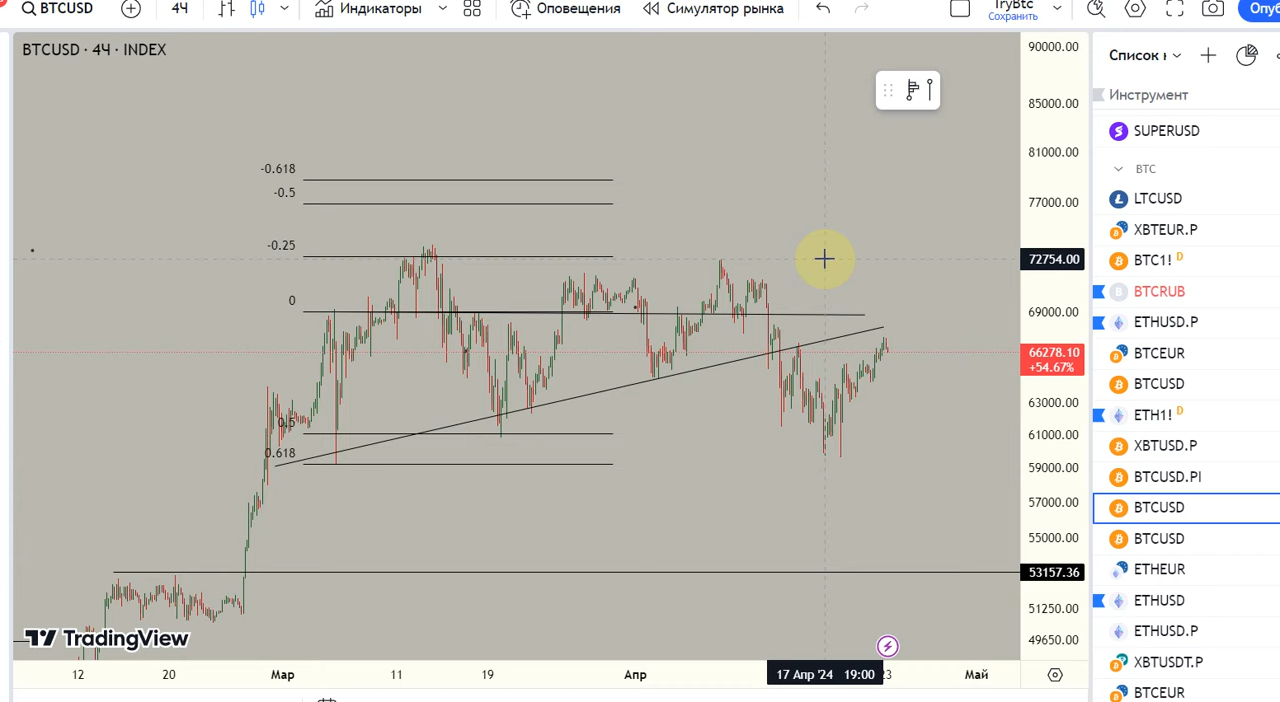 BTCUSD
4Ч
Индикаторы
Оповещения
Симулятор рынка
TryBtc
Сохранить
Опу
BTCUSD · 4Ч · INDEX
90000.00
85000.00
81000.00
77000.00
72754.00
69000.00
66278.10
+54.67%
63000.00
61000.00
59000.00
57000.00
55000.00
53157.36
51250.00
49650.00
-0.618
-0.5
-0.25
0
0.5
0.618
TradingView
12
20
Мар
11
19
Апр
17 Апр '24 19:00
23
Май
Список
Инструмент
SUPERUSD
BTC
LTCUSD
XBTEUR.P
BTC1! D
BTCRUB
ETHUSD.P
BTCEUR
BTCUSD
ETH1! D
XBTUSD.P
BTCUSD.PI
BTCUSD
BTCUSD
ETHEUR
ETHUSD
ETHUSD.P
XBTUSDT.P
BTCEUR